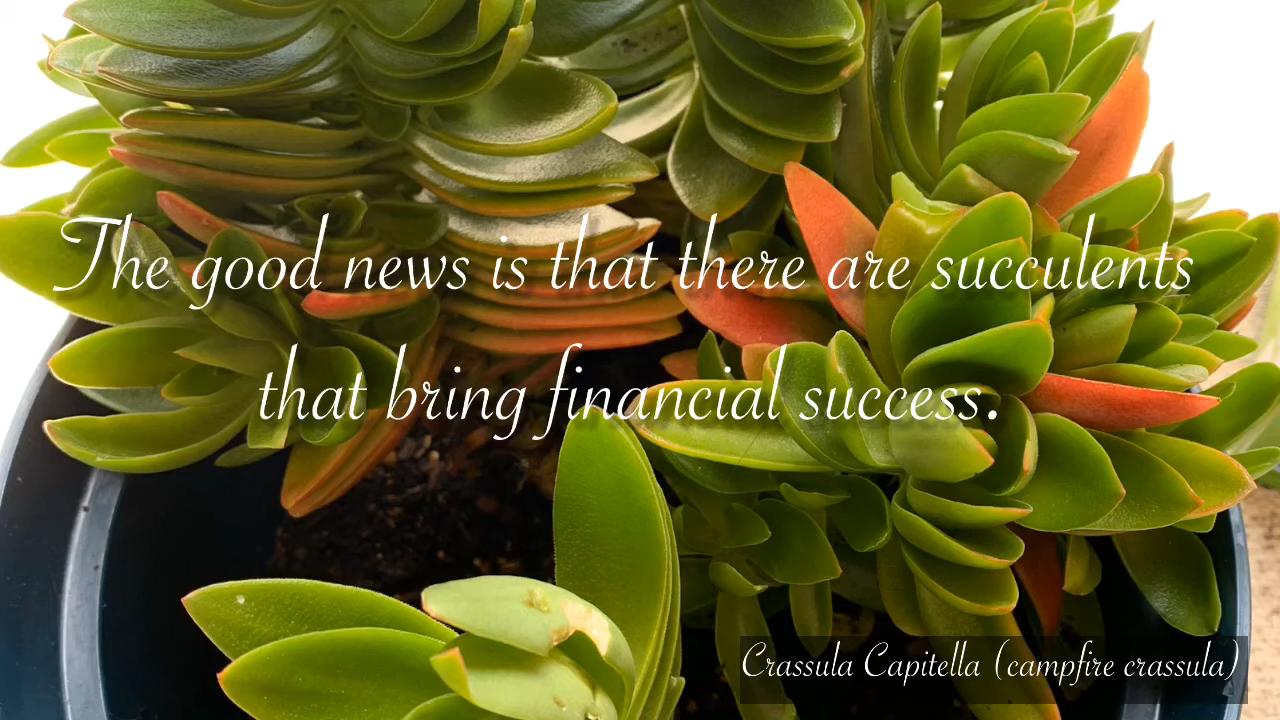 The good news is that there are succulents
that bring financial success.
Crassula Capitella (campfire crassula)